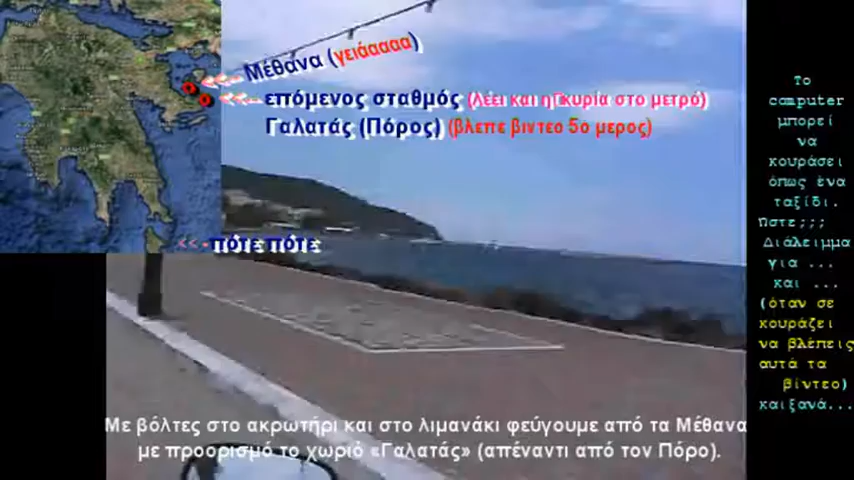 <<- Μέθανα (γειάαααα)
<<-- επόμενος σταθμός (λέει και η κυρία στο μετρό)
Γαλατάς (Πόρος) (βλεπε βιντεο 5ο μερος)
<<-πότε πότε
Με βόλτες στο ακρωτήρι και στο λιμανάκι φεύγουμε από τα Μέθανα
με προορισμό το χωριό «Γαλατάς» (απέναντι από τον Πόρο).
Το
computer
μπορεί
να
κουράσει
όπως ένα
ταξίδι.
Ωστε;;;
Διάλειμμα
για ...
και ...
(όταν σε
κουράζει
να βλέπεις
αυτά τα
βίντεο)
και ξανά...